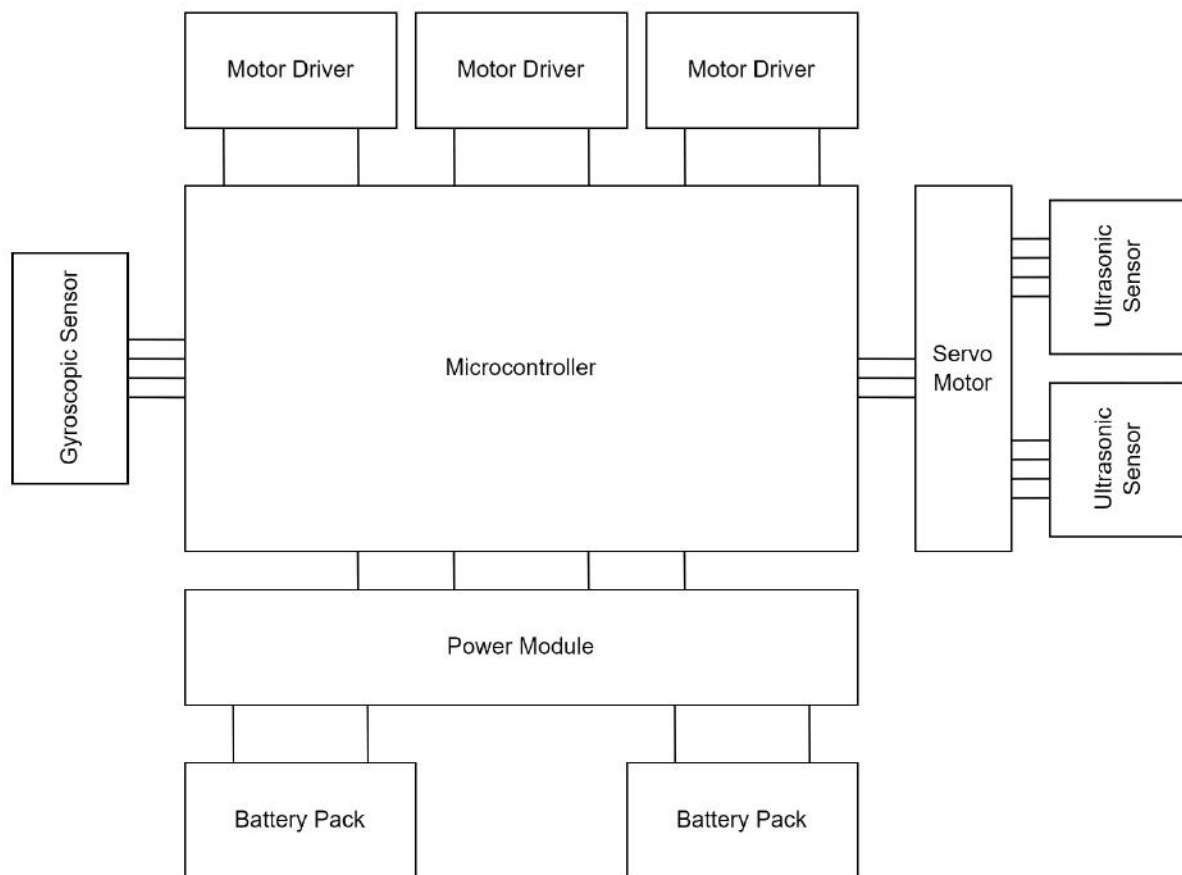 Motor Driver
Motor Driver
Motor Driver
Gyroscopic Sensor
Microcontroller
Servo
Motor
Ultrasonic
Sensor
Ultrasonic
Sensor
Power Module
Battery Pack
Battery Pack